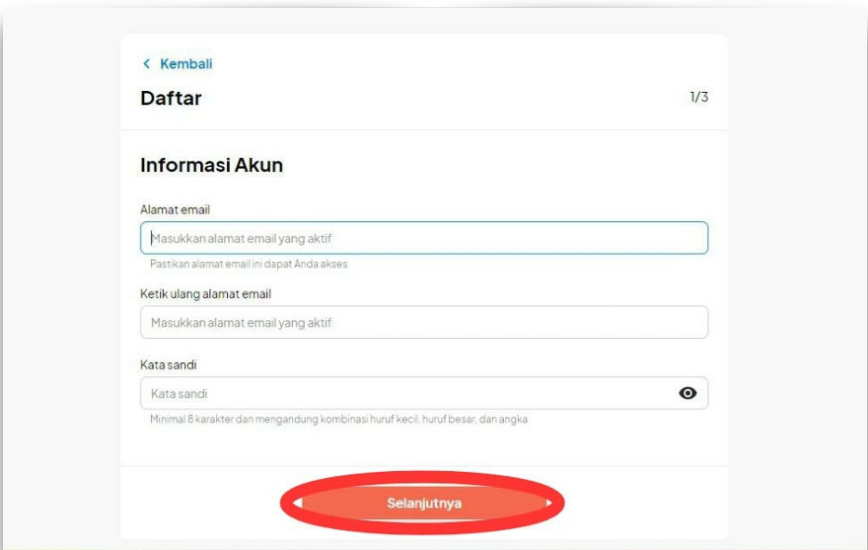 Kembali
Daftar
1/3
Informasi Akun
Alamat email
Masukkan alamat email yang aktif
Pastikan alamat email ini dapat Anda akses
Ketik ulang alamat email
Masukkan alamat email yang aktif
Kata sandi
Kata sandi
Minimal 8 karakter dan mengandung kombinasi huruf kecil, huruf besar, dan angka
Selanjutnya